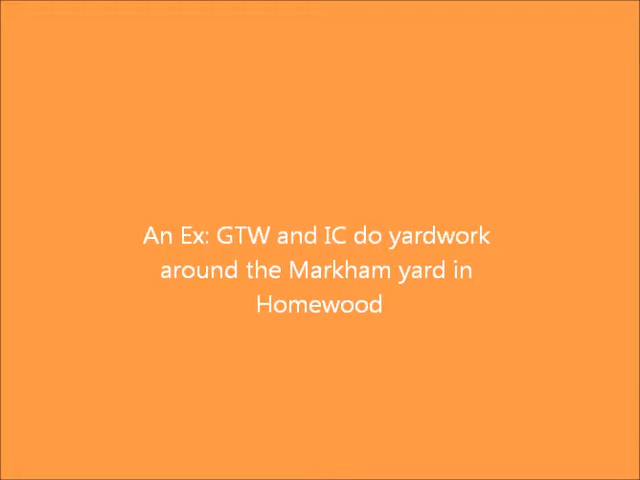 An Ex: GTW and IC do yardwork
around the Markham yard in
Homewood